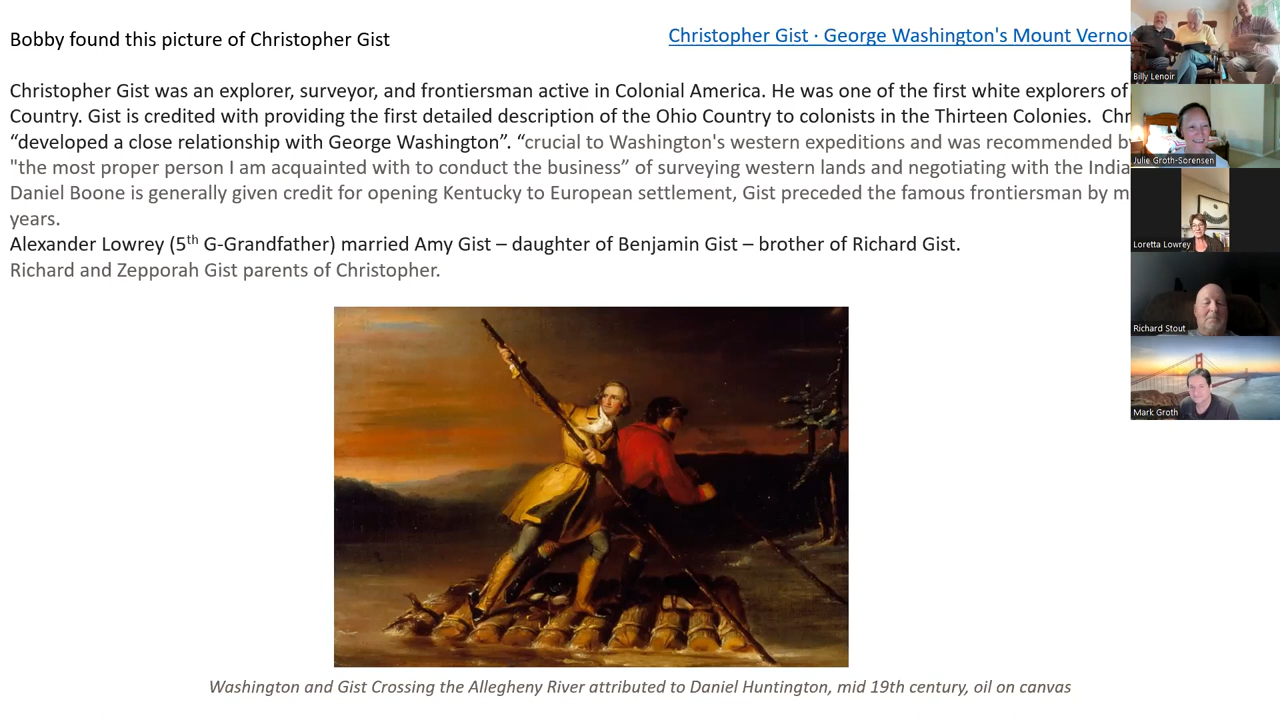 Bobby found this picture of Christopher Gist
Christopher Gist · George Washington's Mount Vernon
Christopher Gist was an explorer, surveyor, and frontiersman active in Colonial America. He was one of the first white explorers of
Country. Gist is credited with providing the first detailed description of the Ohio Country to colonists in the Thirteen Colonies. Chr
“developed a close relationship with George Washington”. “crucial to Washington's western expeditions and was recommended b
"the most proper person I am acquainted with to conduct the business” of surveying western lands and negotiating with the India
Daniel Boone is generally given credit for opening Kentucky to European settlement, Gist preceded the famous frontiersman by m
years.
Alexander Lowrey (5th G-Grandfather) married Amy Gist – daughter of Benjamin Gist – brother of Richard Gist.
Richard and Zepporah Gist parents of Christopher.
Washington and Gist Crossing the Allegheny River attributed to Daniel Huntington, mid 19th century, oil on canvas
Billy Lenoir
Julie Groth-Sorensen
Loretta Lowrey
Richard Stout
Mark Groth